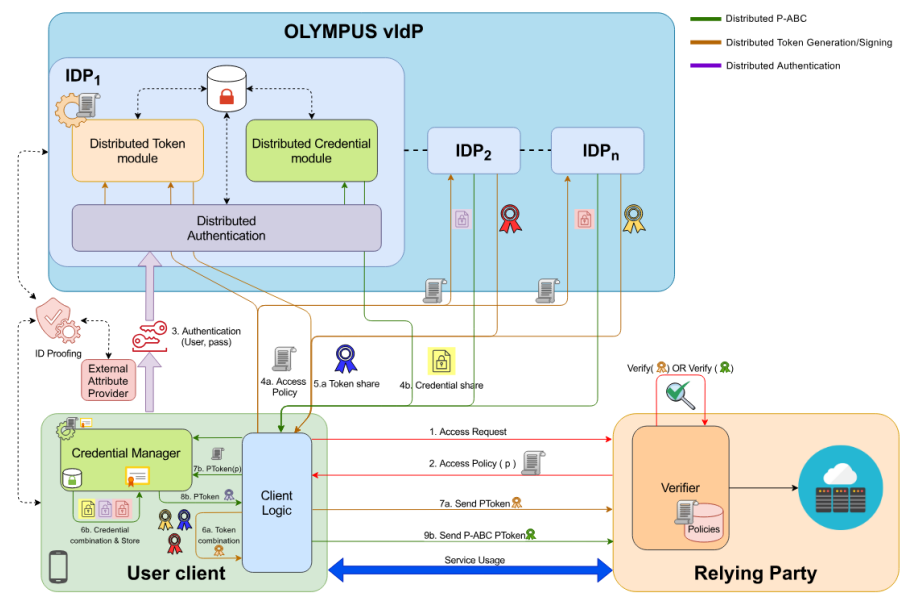 OLYMPUS vIdP
Distributed P-ABC
Distributed Token Generation/Signing
Distributed Authentication
IDP1
Distributed Token
module
Distributed Credential
module
IDP2
IDPn
Distributed
Authentication
ID Proofing
External
Attribute
Provider
3. Authentication
(User, pass)
4a. Access
Policy
5.a Token share
4b. Credential share
Verify( ) OR Verify ( )
Credential Manager
7b. PToken(p)
8b. PToken
6b. Credential
combination & Store
6a. Token
combination
Client
Logic
User client
1. Access Request
2. Access Policy ( p )
7a. Send PToken
9b. Send P-ABC PToken
Service Usage
Verifier
Policies
Relying Party